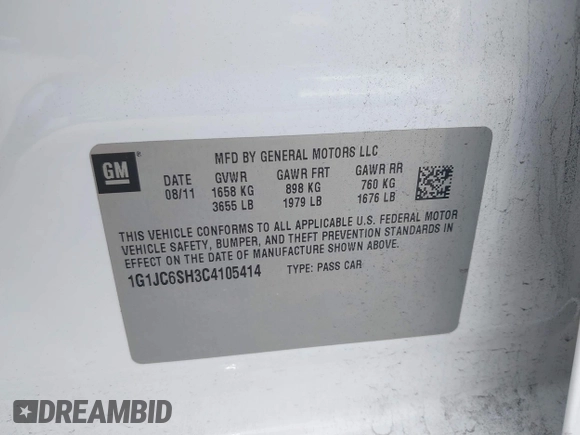 MFD BY GENERAL MOTORS LLC
GM
DATE GVWR GAWR FRT GAWR RR
08/11 1658 KG 898 KG 760 KG
3655 LB 1979 LB 1676 LB
THIS VEHICLE CONFORMS TO ALL APPLICABLE U.S. FEDERAL MOTOR
VEHICLE SAFETY, BUMPER, AND THEFT PREVENTION STANDARDS IN
EFFECT ON THE DATE OF MANUFACTURE SHOWN ABOVE.
1G1JC6SH3C4105414 TYPE: PASS CAR
DREAMBID